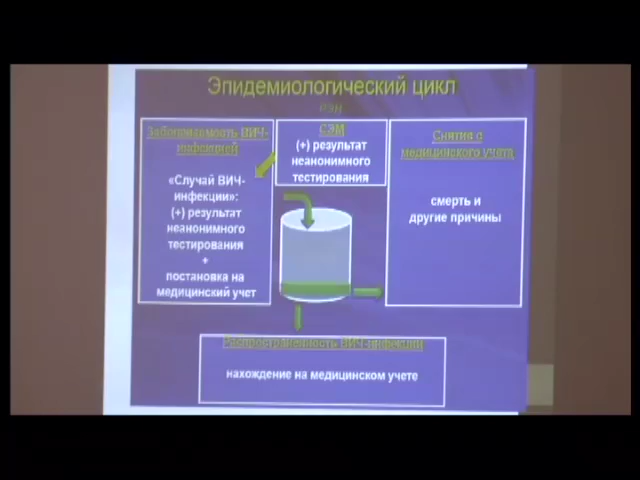 Эпидемиологический цикл
РЭП
Заболеваемость ВИЧ-
инфекцией
«Случай ВИЧ-
инфекции»:
(+) результат
неанонимного
тестирования
+
постановка на
медицинский учет
СЭМ
(+) результат
неанонимного
тестирования
Снятие с
медицинского учета
смерть и
другие причины
Распространенность ВИЧ-инфекции
нахождение на медицинском учете